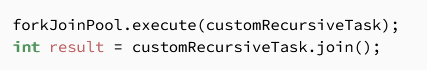 forkJoinPool.execute(customRecursiveTask);
int result = customRecursiveTask.join();